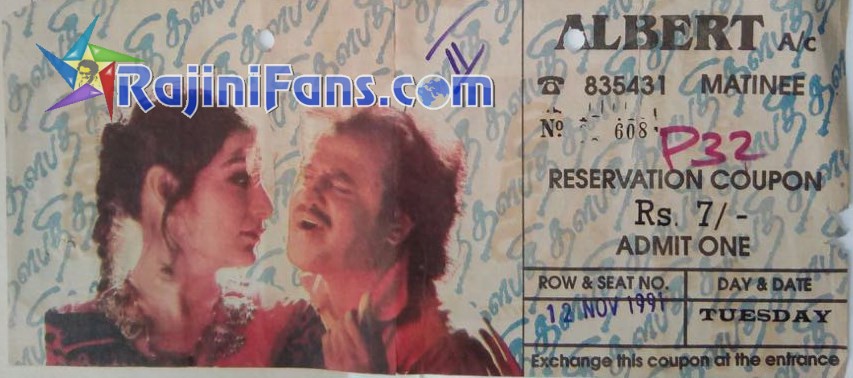 RajiniFans.com
தளபதி
ALBERT A/c
☎ 835431 MATINEE
Nº 608
P32
RESERVATION COUPON
Rs. 7/-
ADMIT ONE
ROW & SEAT NO. DAY & DATE
12 NOV 1991 TUESDAY
Exchange this coupon at the entrance